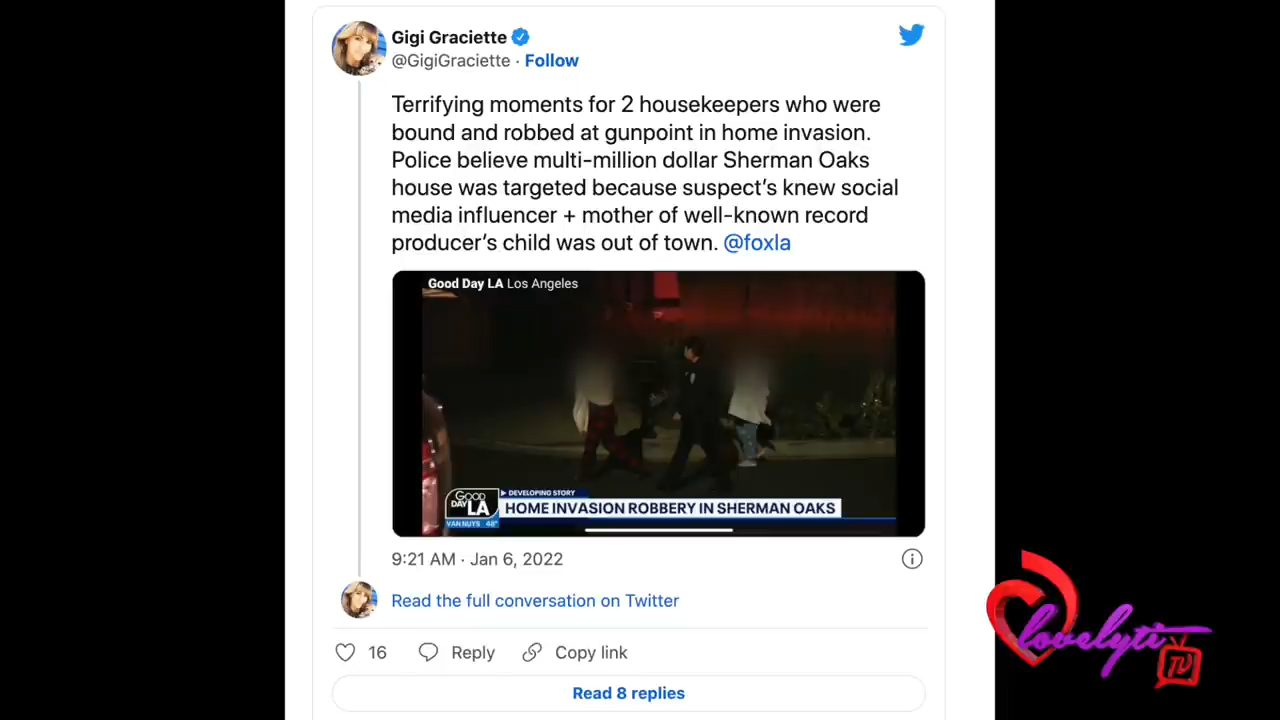 Gigi Graciette
@GigiGraciette · Follow
Terrifying moments for 2 housekeepers who were
bound and robbed at gunpoint in home invasion.
Police believe multi-million dollar Sherman Oaks
house was targeted because suspect's knew social
media influencer + mother of well-known record
producer's child was out of town. @foxla
Good Day LA Los Angeles
DEVELOPING STORY
GOOD DAY LA
HOME INVASION ROBBERY IN SHERMAN OAKS
VAN NUYS 48°
9:21 AM · Jan 6, 2022
Read the full conversation on Twitter
16 Reply Copy link
Read 8 replies
lovelyti
TV